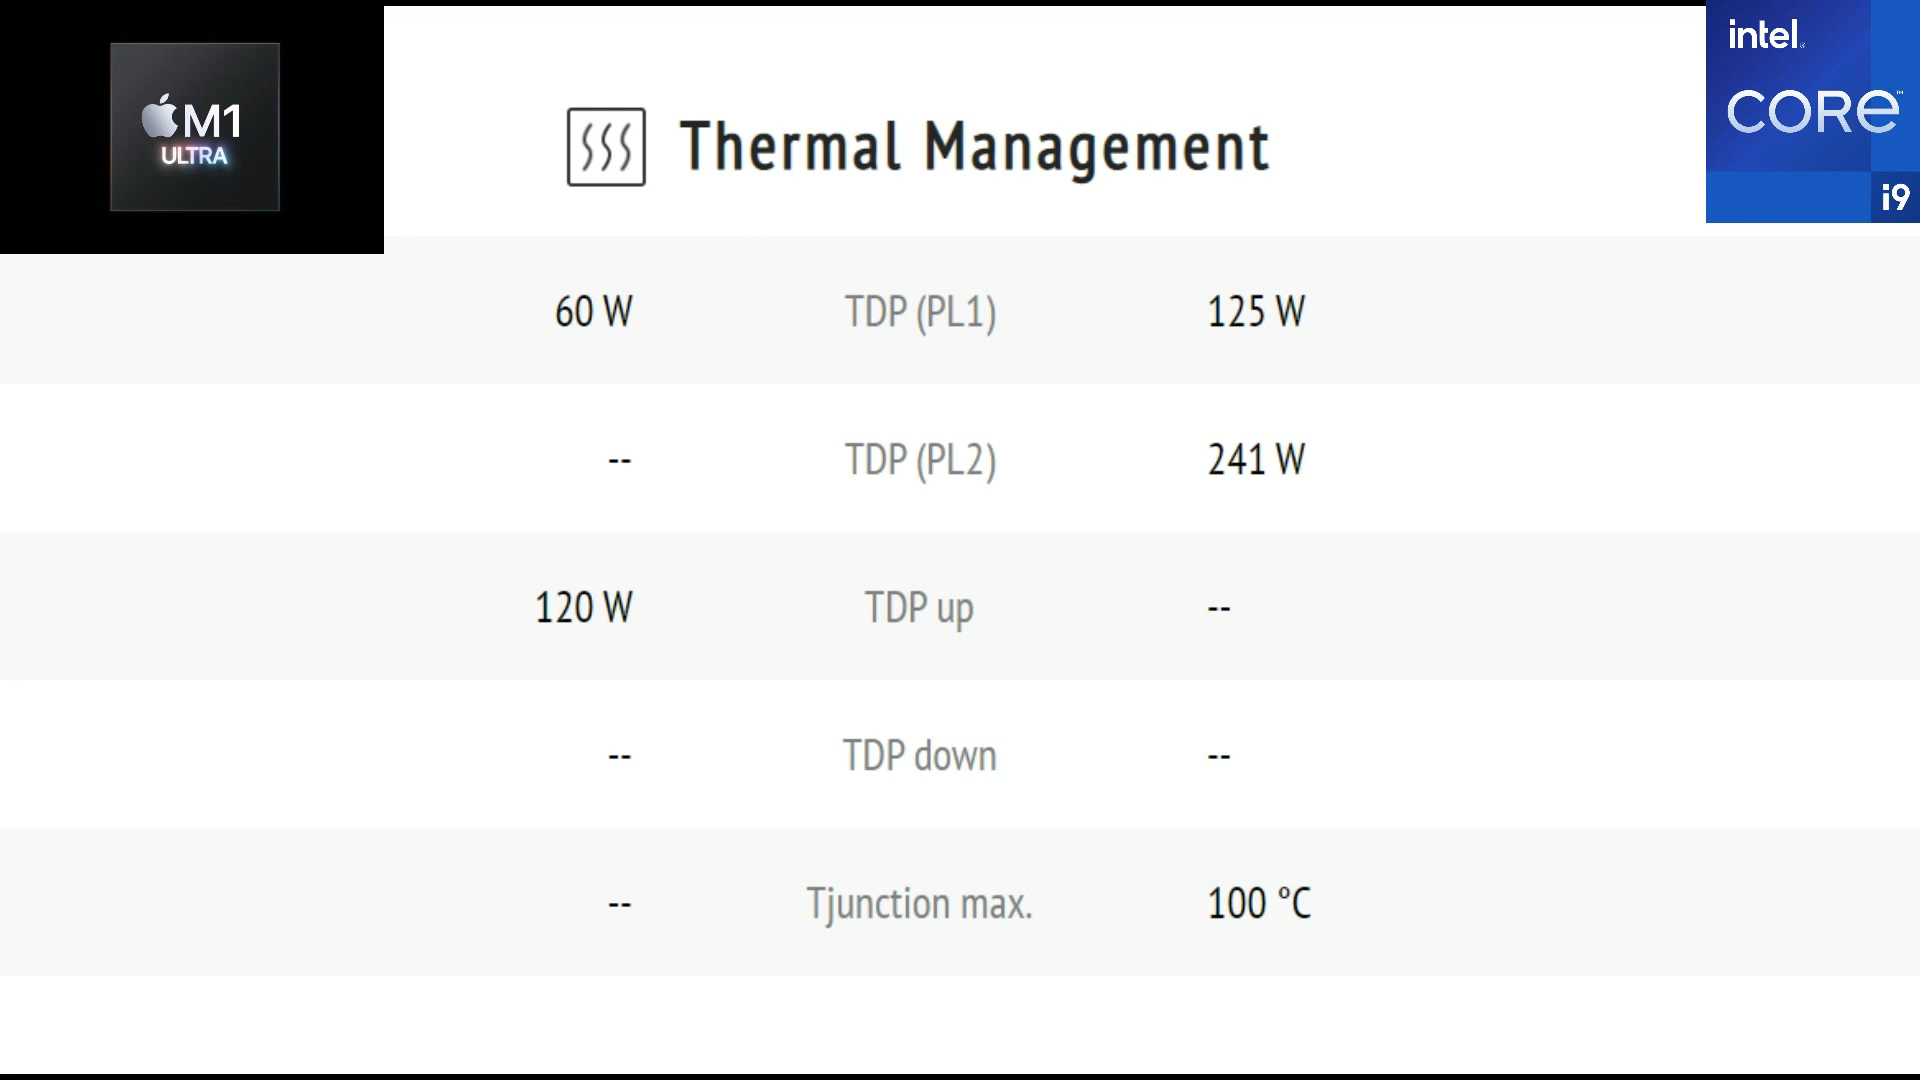 M1
ULTRA
intel
CORE™
i9
Thermal Management
60 W TDP (PL1) 125 W
-- TDP (PL2) 241 W
120 W TDP up --
-- TDP down --
-- Tjunction max. 100 °C